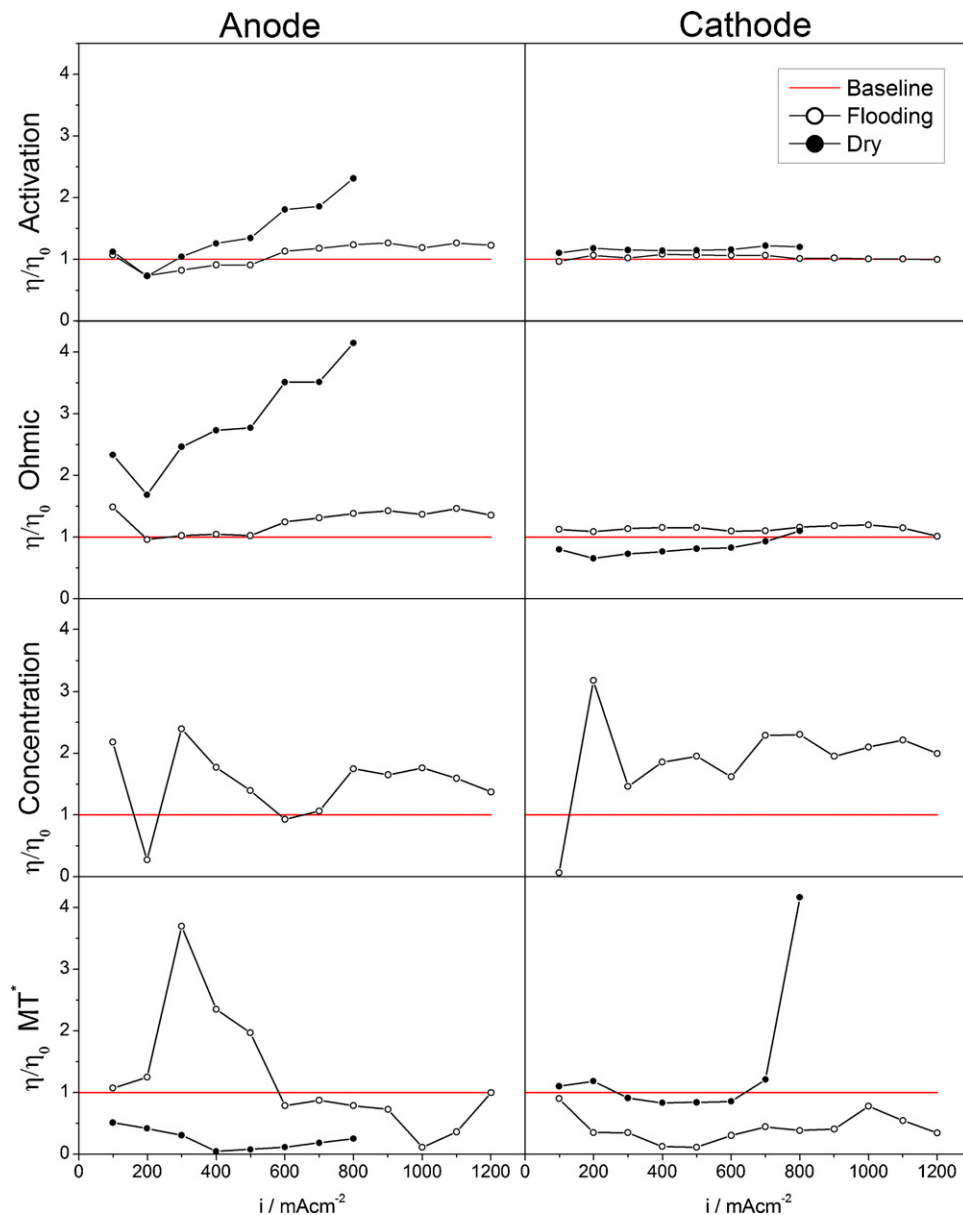 Anode Cathode
η/η₀ Activation
4
3
2
1
0
Baseline
Flooding
Dry
η/η₀ Ohmic
4
3
2
1
0
η/η₀ Concentration
4
3
2
1
0
η/η₀ MT*
4
3
2
1
0
0 200 400 600 800 1000 1200 0 200 400 600 800 1000 1200
i / mAcm⁻² i / mAcm⁻²